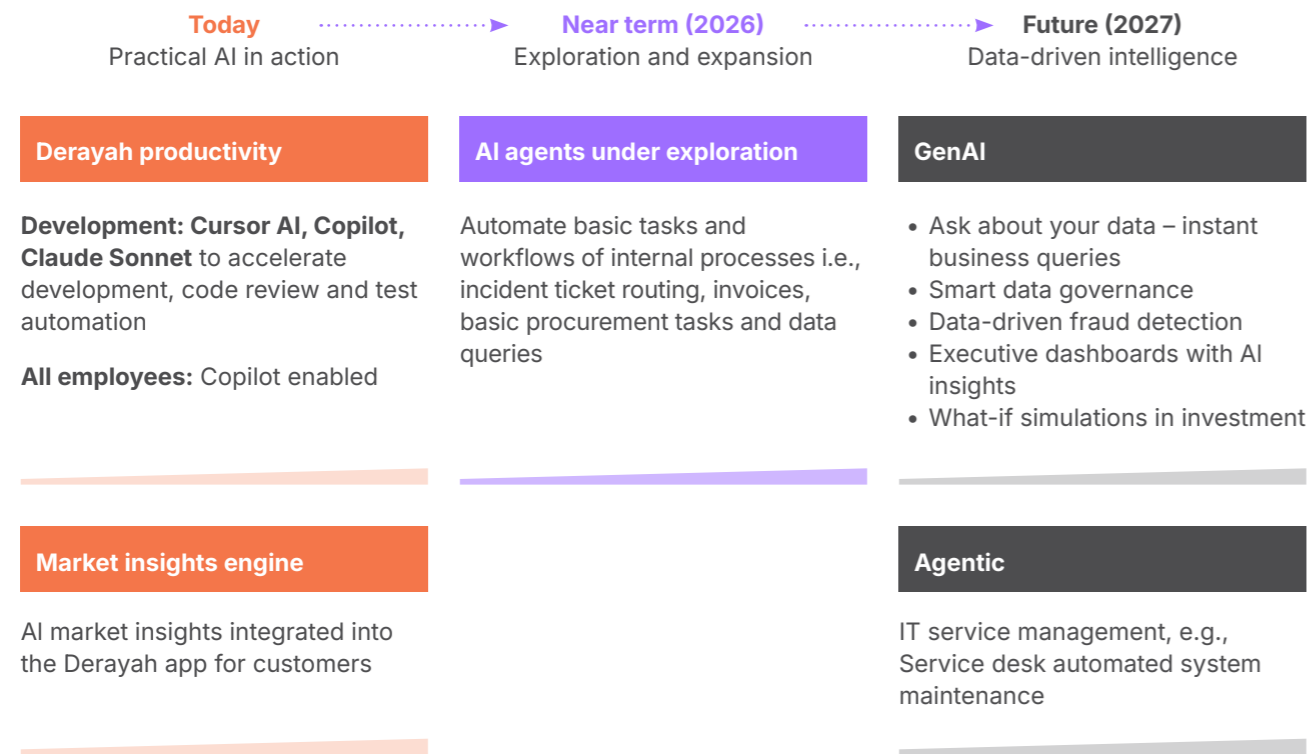 Today
Practical AI in action
Near term (2026)
Exploration and expansion
Future (2027)
Data-driven intelligence
Derayah productivity
Development: Cursor AI, Copilot,
Claude Sonnet to accelerate
development, code review and test
automation
All employees: Copilot enabled
Market insights engine
AI market insights integrated into
the Derayah app for customers
AI agents under exploration
Automate basic tasks and
workflows of internal processes i.e.,
incident ticket routing, invoices,
basic procurement tasks and data
queries
GenAI
• Ask about your data – instant
business queries
• Smart data governance
• Data-driven fraud detection
• Executive dashboards with AI
insights
• What-if simulations in investment
Agentic
IT service management, e.g.,
Service desk automated system
maintenance